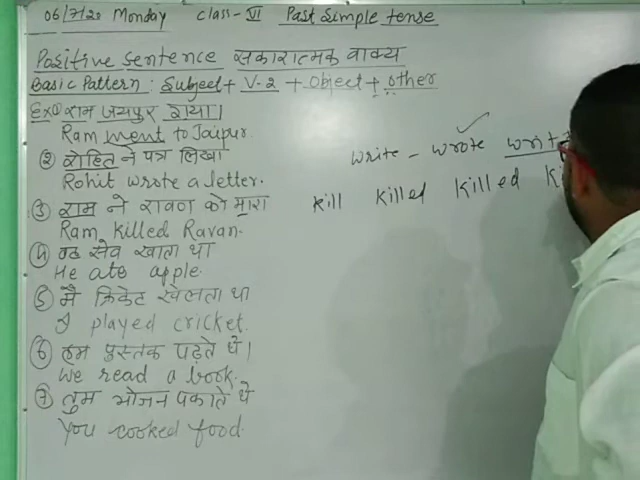 06/7/20 Monday class-VI Past Simple tense
Positive sentence सकारात्मक वाक्य
Basic Pattern : Subject + V-2 + Object + other
Ex① राम जयपुर गया।
Ram went to Jaipur.
② रोहित ने पत्र लिखा
Rohit wrote a letter.
③ राम ने रावण को मारा
Ram killed Ravan.
④ वह सेव खाता था
He ate apple.
⑤ मैं क्रिकेट खेलता था
I played cricket.
⑥ हम पुस्तक पढ़ते थे।
We read a book.
⑦ तुम भोजन पकाते थे
You cooked food.
write - wrote
kill killed killed